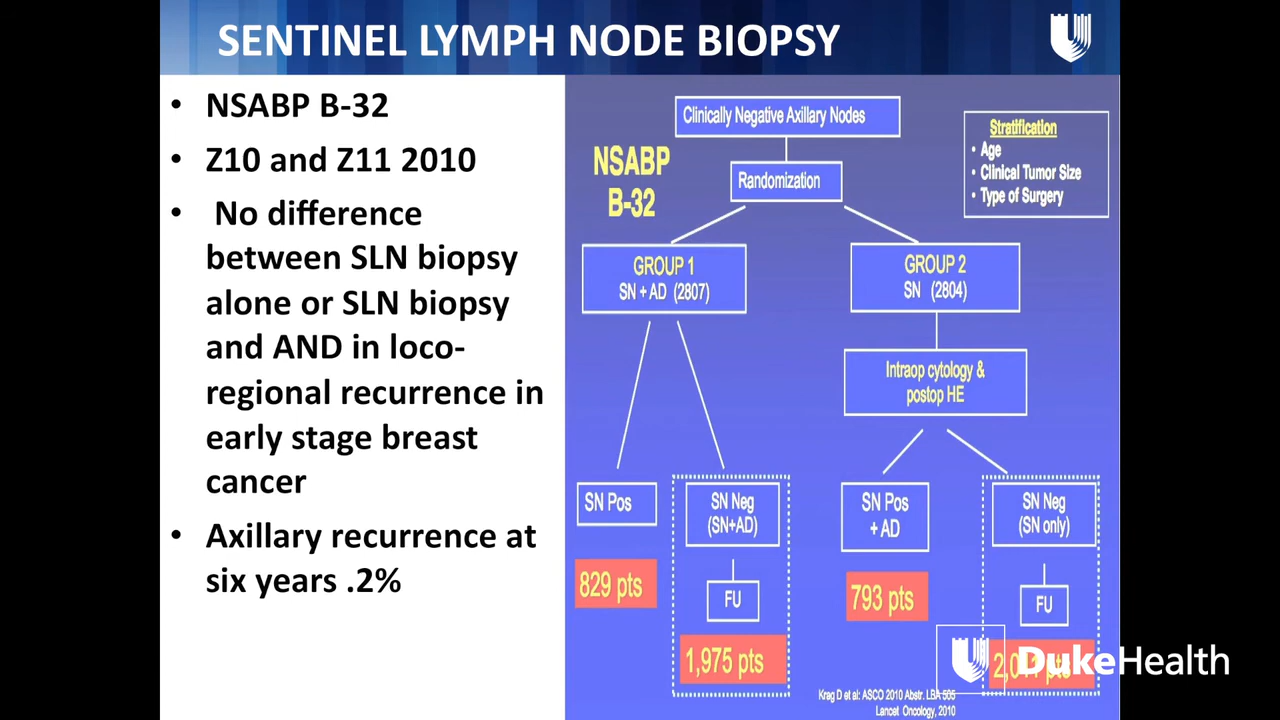 SENTINEL LYMPH NODE BIOPSY
• NSABP B-32
• Z10 and Z11 2010
• No difference
between SLN biopsy
alone or SLN biopsy
and AND in loco-
regional recurrence in
early stage breast
cancer
• Axillary recurrence at
six years .2%
Clinically Negative Axillary Nodes
Stratification
• Age
• Clinical Tumor Size
• Type of Surgery
NSABP
B-32
Randomization
GROUP 1
SN + AD (2807)
GROUP 2
SN (2804)
Intraop cytology &
postop HE
SN Pos
SN Neg
(SN+AD)
SN Pos
+ AD
SN Neg
(SN only)
829 pts
FU
793 pts
FU
1,975 pts
DukeHealth
Krag D et al: ASCO 2010 Abstr. LBA 505
Lancet Oncology, 2010